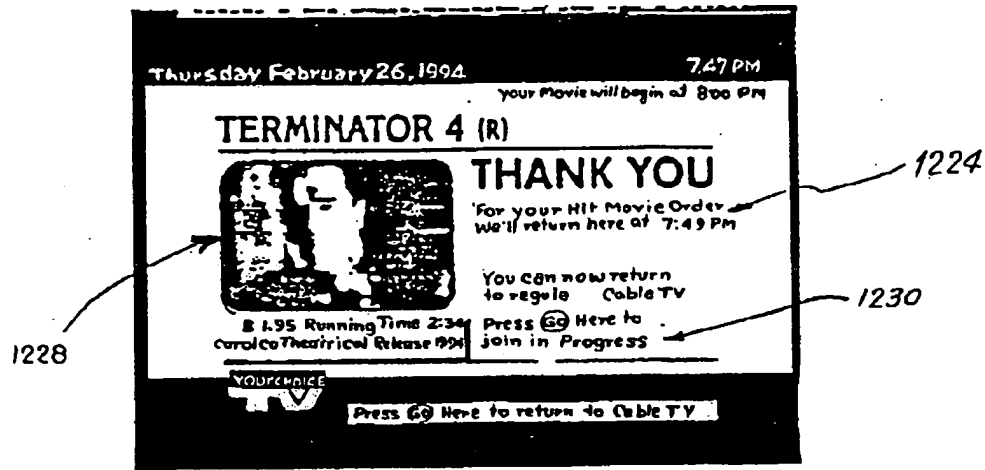 Thursday February 26, 1994
7:47 PM
your Movie will begin at 8:00 PM
TERMINATOR 4 (R)
THANK YOU
For your Hit Movie Order
We'll return here at 7:49 PM
1224
You can now return
to regula Cable TV
1228
$ 1.95 Running Time 2:34
Carolco Theatrical Release 1994
Press Go Here to
join in Progress
1230
YOUR CHOICE
TV
Press Go Here to return to Cable TV